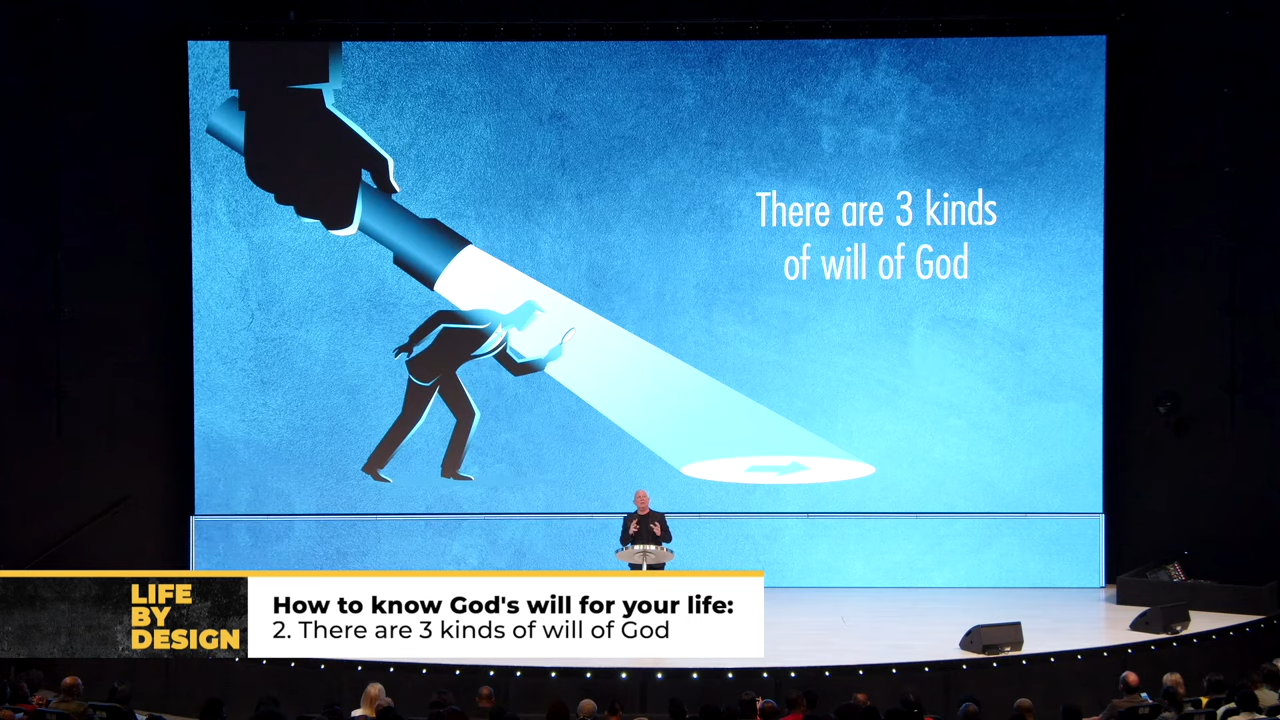 There are 3 kinds
of will of God
LIFE
BY
DESIGN
How to know God's will for your life:
2. There are 3 kinds of will of God